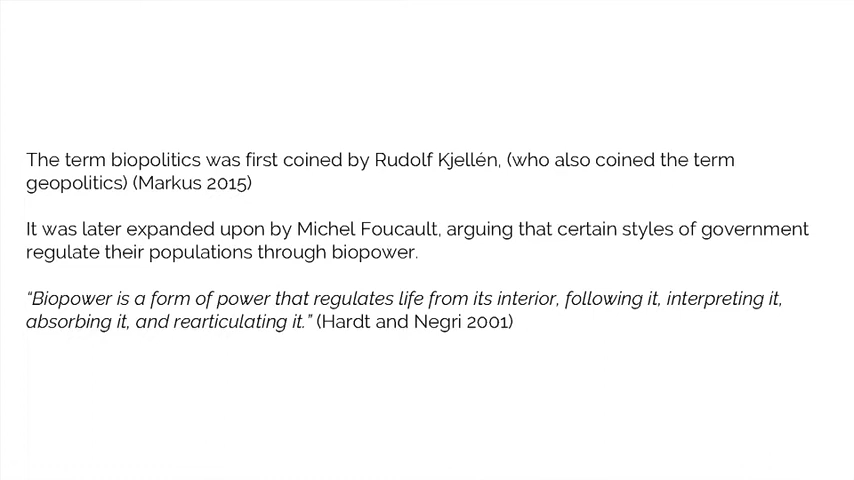 The term biopolitics was first coined by Rudolf Kjellén, (who also coined the term
geopolitics) (Markus 2015)
It was later expanded upon by Michel Foucault, arguing that certain styles of government
regulate their populations through biopower.
“Biopower is a form of power that regulates life from its interior, following it, interpreting it,
absorbing it, and rearticulating it.” (Hardt and Negri 2001)